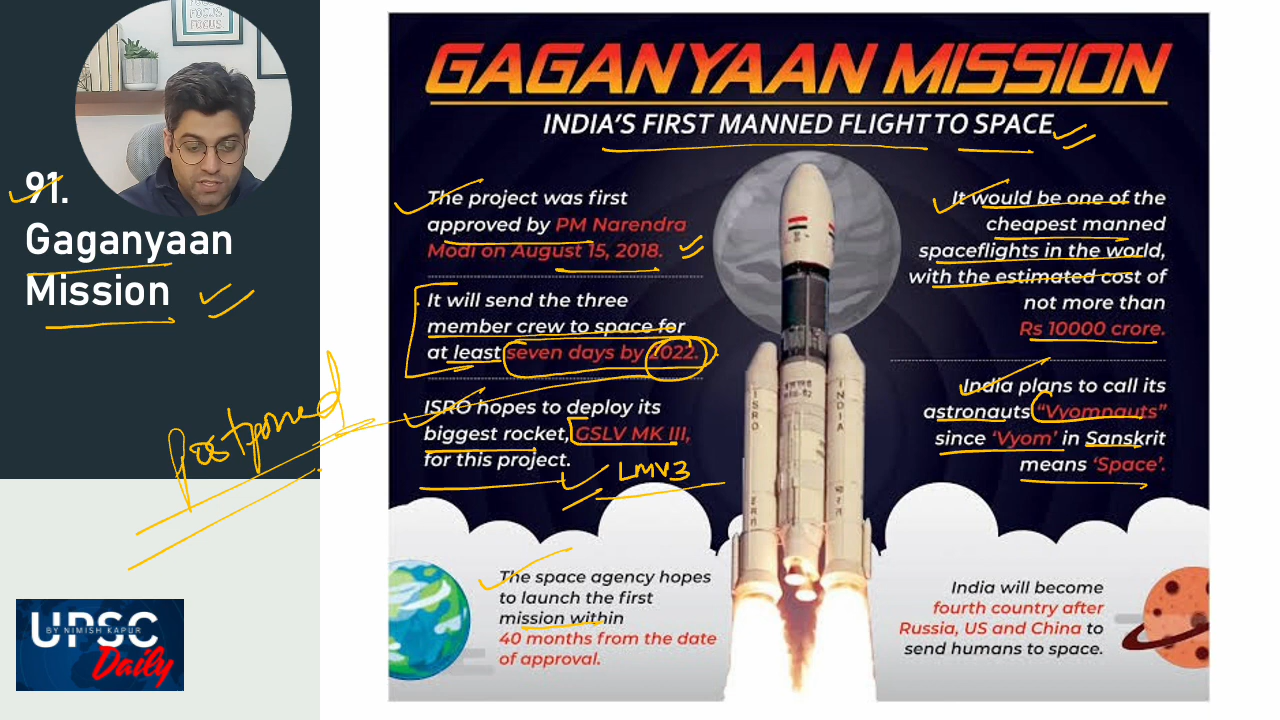 FOCUS
FOCUS
FOCUS
91.
Gaganyaan
Mission
Postponed
UPSC
BY NIMISH KAPUR
Daily
GAGANYAAN MISSION
INDIA'S FIRST MANNED FLIGHT TO SPACE
The project was first
approved by PM Narendra
Modi on August 15, 2018.
It will send the three
member crew to space for
at least seven days by 2022.
ISRO hopes to deploy its
biggest rocket, GSLV MK III,
for this project.
LMV3
The space agency hopes
to launch the first
mission within
40 months from the date
of approval.
It would be one of the
cheapest manned
spaceflights in the world,
with the estimated cost of
not more than
Rs 10000 crore.
India plans to call its
astronauts "Vyomnauts"
since 'Vyom' in Sanskrit
means 'Space'.
India will become
fourth country after
Russia, US and China to
send humans to space.
ISRO
INDIA